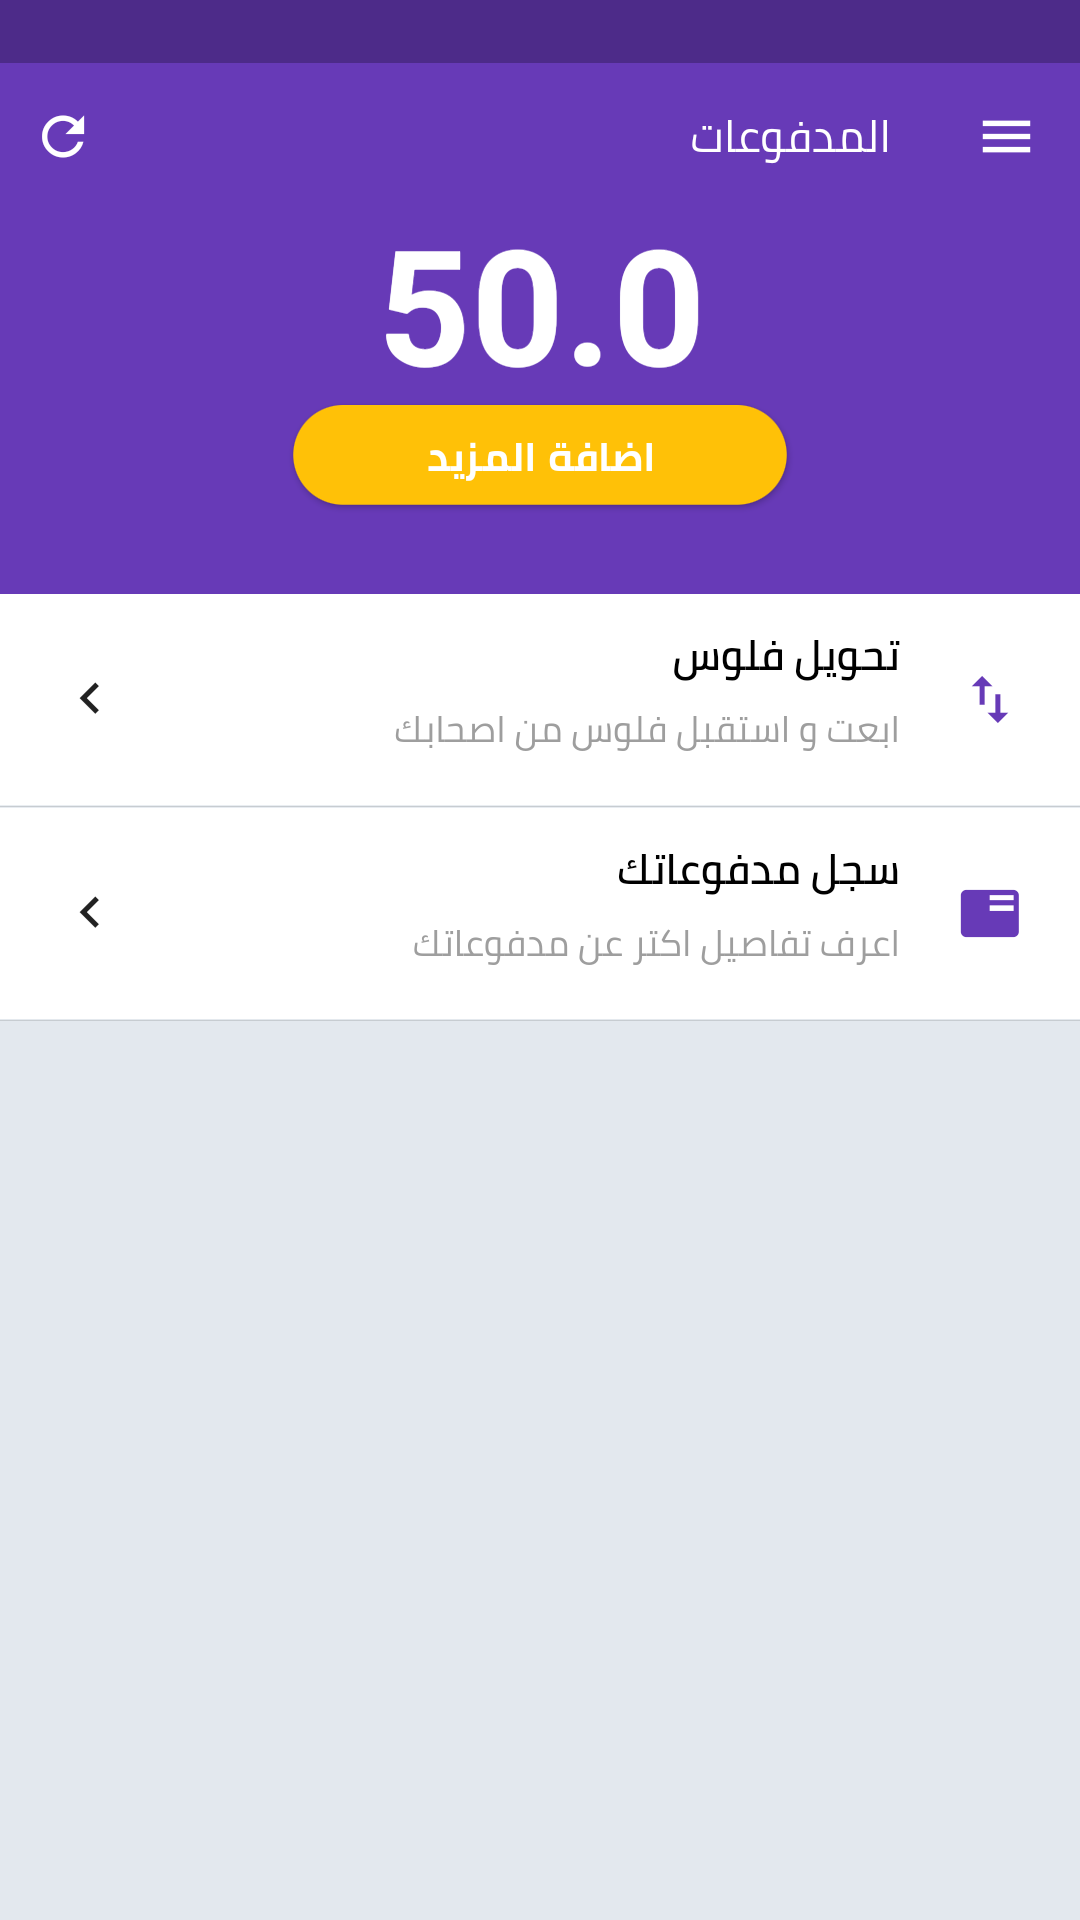 المدفوعات
50.0
اضافة المزيد
تحويل فلوس
ابعت و استقبل فلوس من اصحابك
سجل مدفوعاتك
اعرف تفاصيل اكتر عن مدفوعاتك